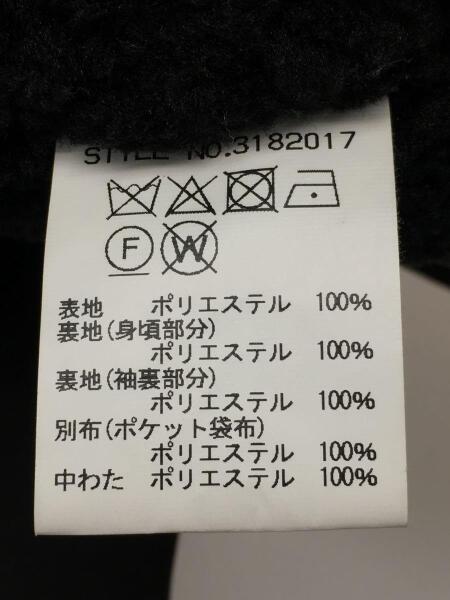 STYLE NO.3182017
F W
表地 ポリエステル 100%
裏地(身頃部分)
ポリエステル 100%
裏地(袖裏部分)
ポリエステル 100%
別布(ポケット袋布)
ポリエステル 100%
中わた ポリエステル 100%